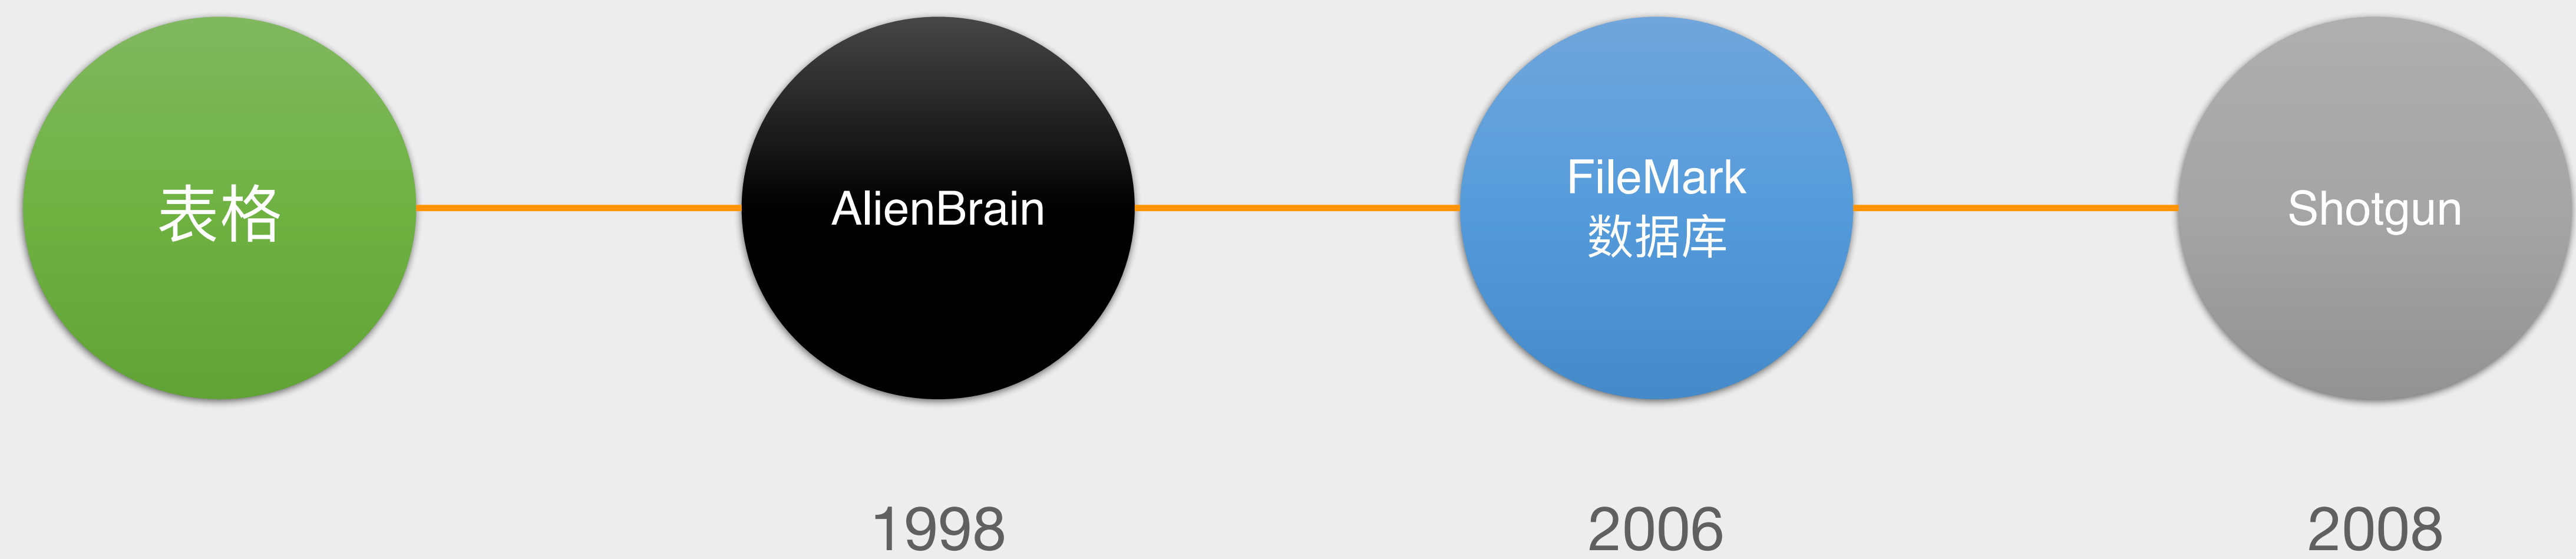 表格
AlienBrain
FileMark
数据库
Shotgun
1998
2006
2008